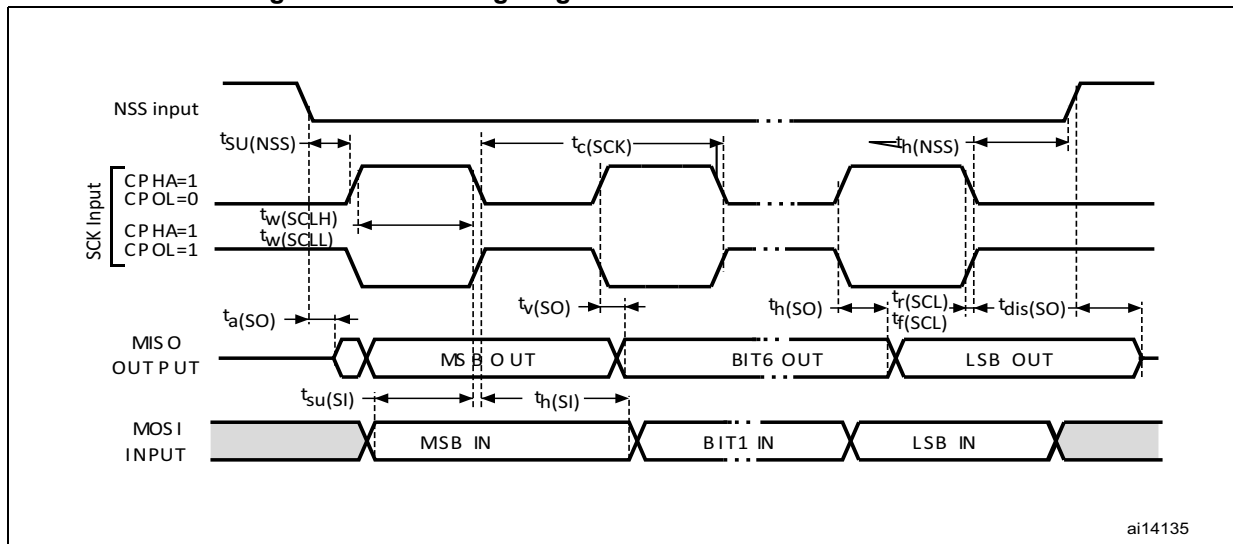 NSS input
tSU(NSS)
tc(SCK)
th(NSS)
SCK Input
CPHA=1
CPOL=0
tw(SCLH)
tw(SCLL)
CPHA=1
CPOL=1
ta(SO)
tv(SO)
th(SO)
tr(SCL)
tf(SCL)
tdis(SO)
MISO
OUTPUT
MSB OUT
BIT6 OUT
LSB OUT
tsu(SI)
th(SI)
MOSI
INPUT
MSB IN
BIT1 IN
LSB IN
ai14135